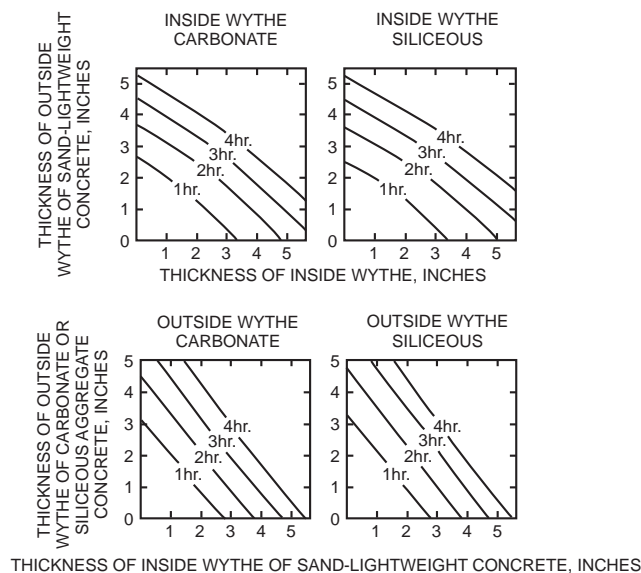 INSIDE WYTHE
CARBONATE
INSIDE WYTHE
SILICEOUS
THICKNESS OF OUTSIDE
WYTHE OF SAND-LIGHTWEIGHT
CONCRETE, INCHES
5
4
3
2
1
0
4hr.
3hr.
2hr.
1hr.
1 2 3 4 5
5
4
3
2
1
0
4hr.
3hr.
2hr.
1hr.
1 2 3 4 5
THICKNESS OF INSIDE WYTHE, INCHES
OUTSIDE WYTHE
CARBONATE
OUTSIDE WYTHE
SILICEOUS
THICKNESS OF OUTSIDE
WYTHE OF CARBONATE OR
SILICEOUS AGGREGATE
CONCRETE, INCHES
5
4
3
2
1
0
4hr.
3hr.
2hr.
1hr.
1 2 3 4 5
5
4
3
2
1
0
4hr.
3hr.
2hr.
1hr.
1 2 3 4 5
THICKNESS OF INSIDE WYTHE OF SAND-LIGHTWEIGHT CONCRETE, INCHES